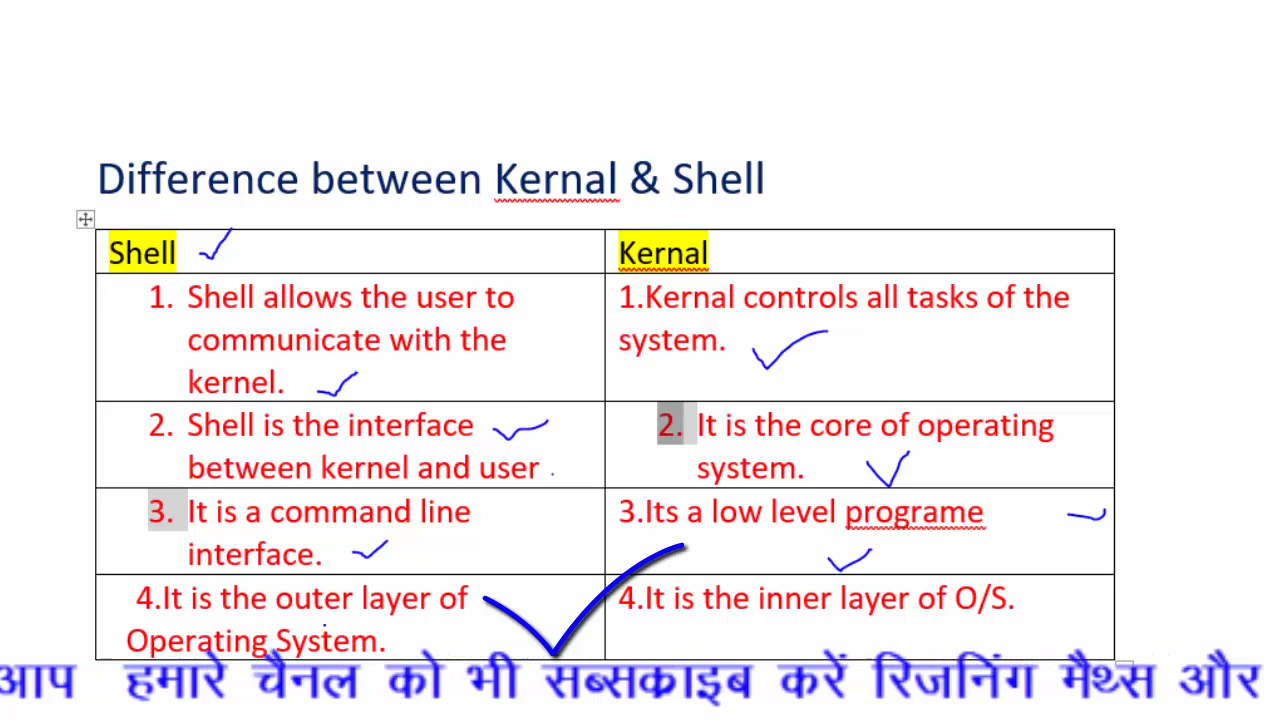 Difference between Kernal & Shell
Shell
Kernal
1. Shell allows the user to
communicate with the
kernel.
1.Kernal controls all tasks of the
system.
2. Shell is the interface
between kernel and user
2. It is the core of operating
system.
3. It is a command line
interface.
3.Its a low level programe
4.It is the outer layer of
Operating System.
4.It is the inner layer of O/S.
आप हमारे चैनल को भी सब्सक्राइब करें रिजनिंग मैथ्स और